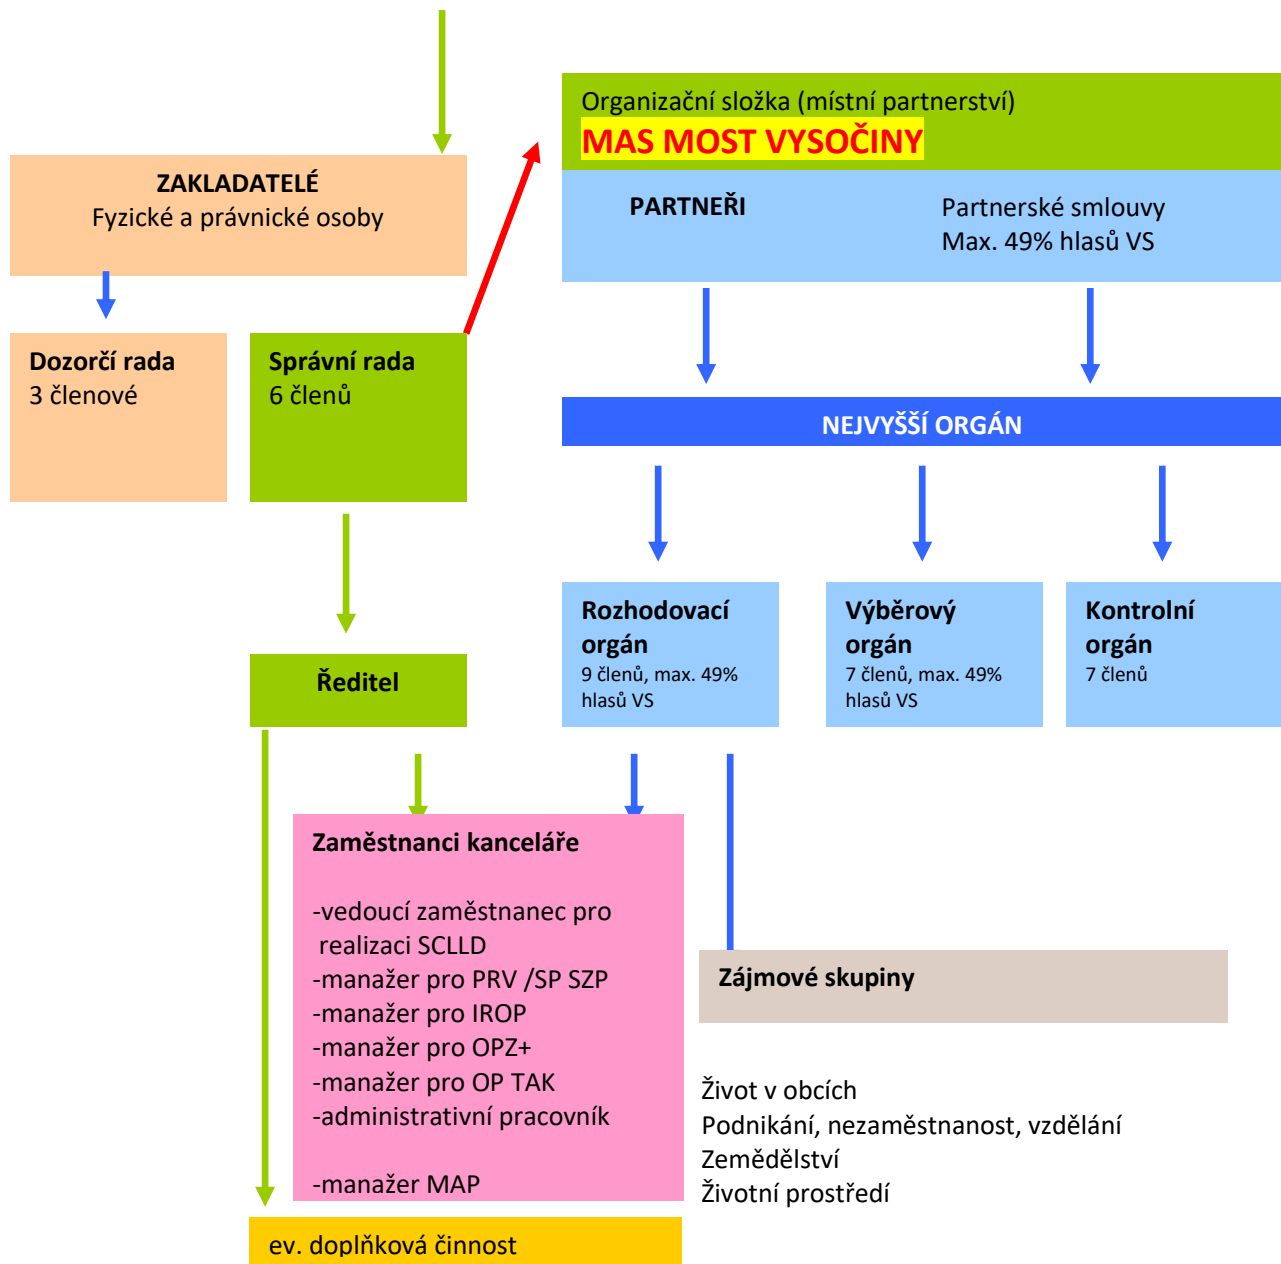 Organizační složka (místní partnerství)
MAS MOST VYSOČINY
ZAKLADATELÉ
Fyzické a právnické osoby
PARTNEŘI
Partnerské smlouvy
Max. 49% hlasů VS
Dozorčí rada
3 členové
Správní rada
6 členů
NEJVYŠŠÍ ORGÁN
Rozhodovací
orgán
9 členů, max. 49%
hlasů VS
Výběrový
orgán
7 členů, max. 49%
hlasů VS
Kontrolní
orgán
7 členů
Ředitel
Zaměstnanci kanceláře
-vedoucí zaměstnanec pro
realizaci SCLLD
-manažer pro PRV /SP SZP
-manažer pro IROP
-manažer pro OPZ+
-manažer pro OP TAK
-administrativní pracovník
-manažer MAP
Zájmové skupiny
Život v obcích
Podnikání, nezaměstnanost, vzdělání
Zemědělství
Životní prostředí
ev. doplňková činnost